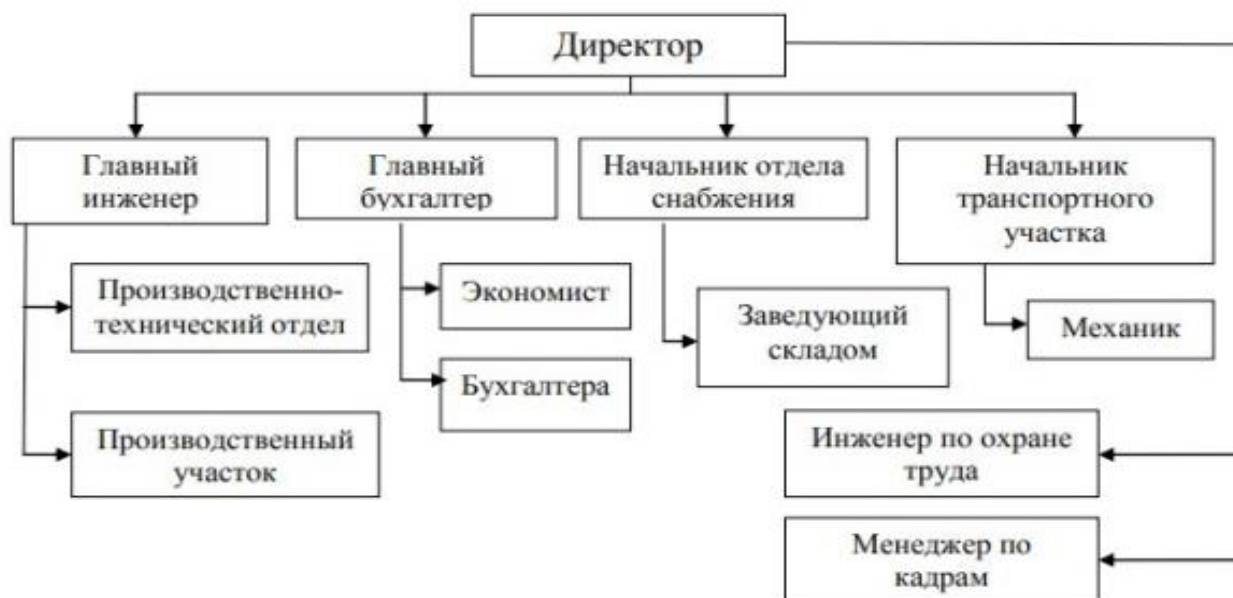 Директор
Главный
инженер
Главный
бухгалтер
Начальник отдела
снабжения
Начальник
транспортного
участка
Производственно-
технический отдел
Экономист
Заведующий
складом
Механик
Бухгалтера
Производственный
участок
Инженер по охране
труда
Менеджер по
кадрам